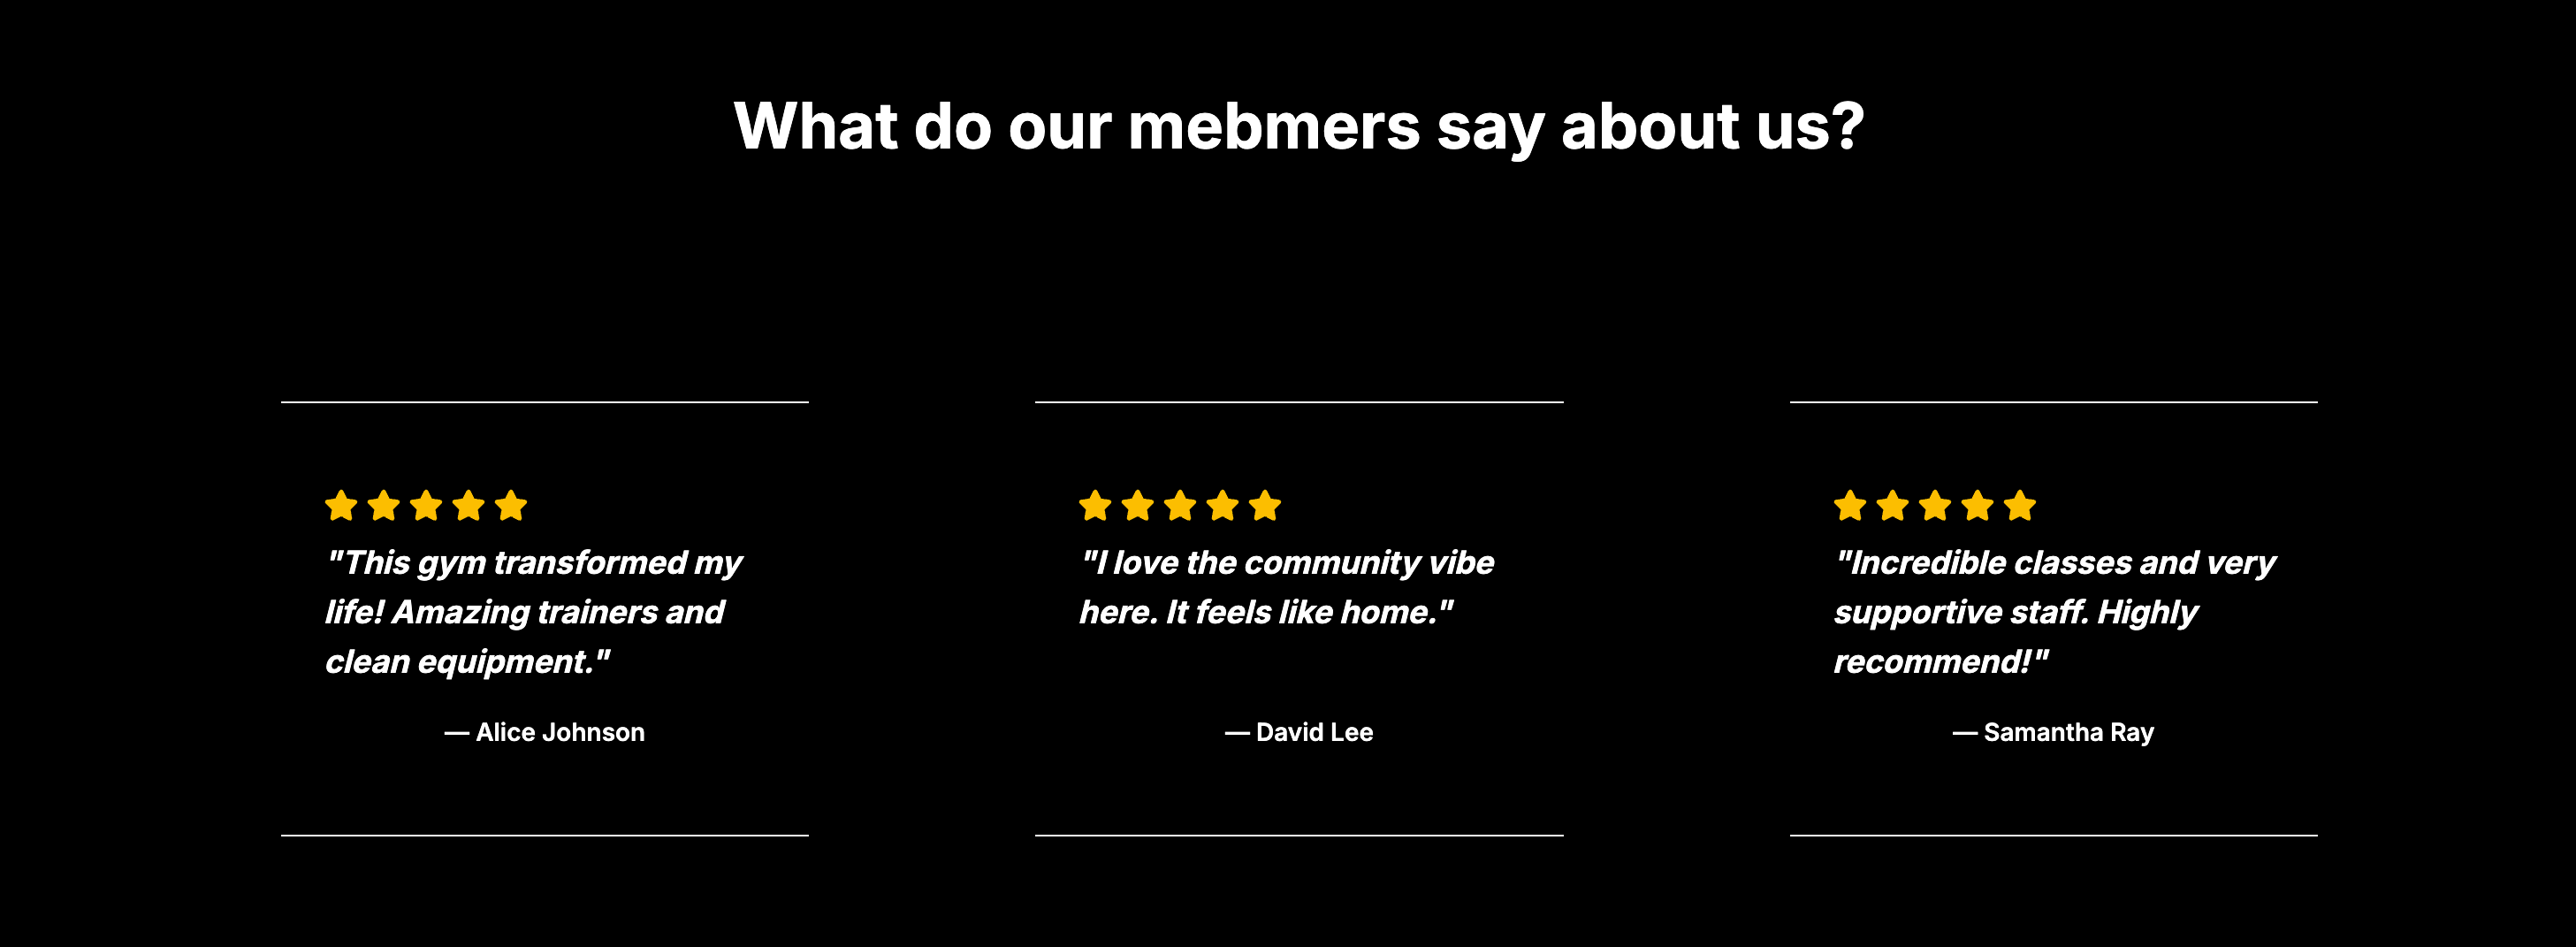 What do our mebmers say about us?
"This gym transformed my
life! Amazing trainers and
clean equipment."
— Alice Johnson
"I love the community vibe
here. It feels like home."
— David Lee
"Incredible classes and very
supportive staff. Highly
recommend!"
— Samantha Ray